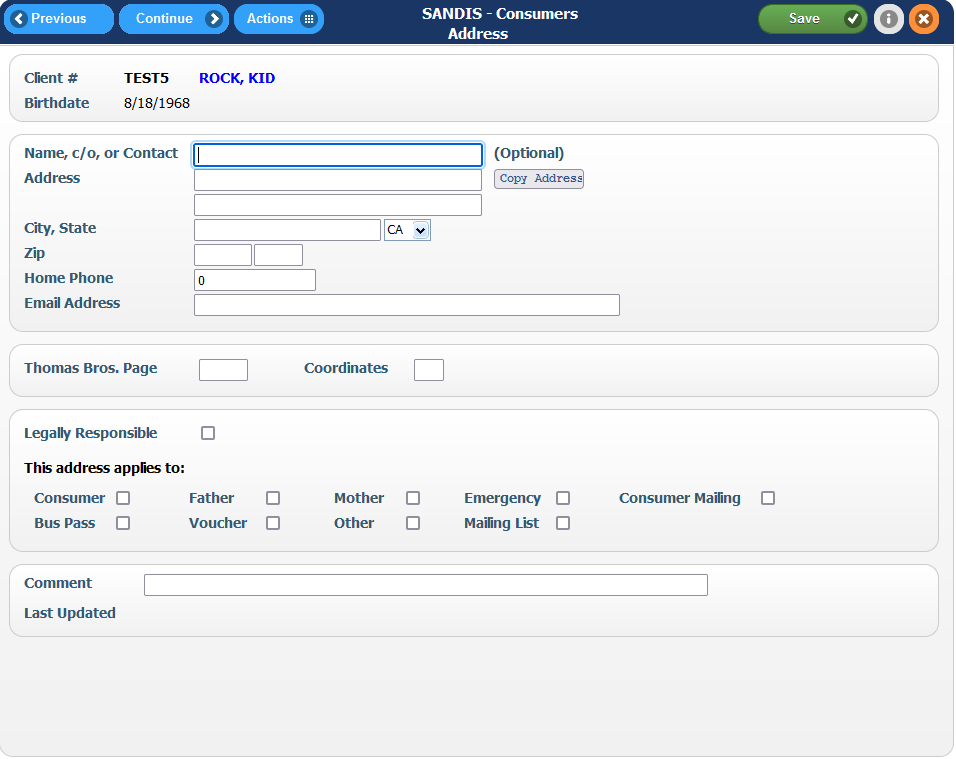 Previous Continue Actions SANDIS - Consumers Save
Address
Client # TEST5 ROCK, KID
Birthdate 8/18/1968
Name, c/o, or Contact (Optional)
Address Copy Address
City, State CA
Zip
Home Phone 0
Email Address
Thomas Bros. Page Coordinates
Legally Responsible
This address applies to:
Consumer Father Mother Emergency Consumer Mailing
Bus Pass Voucher Other Mailing List
Comment
Last Updated